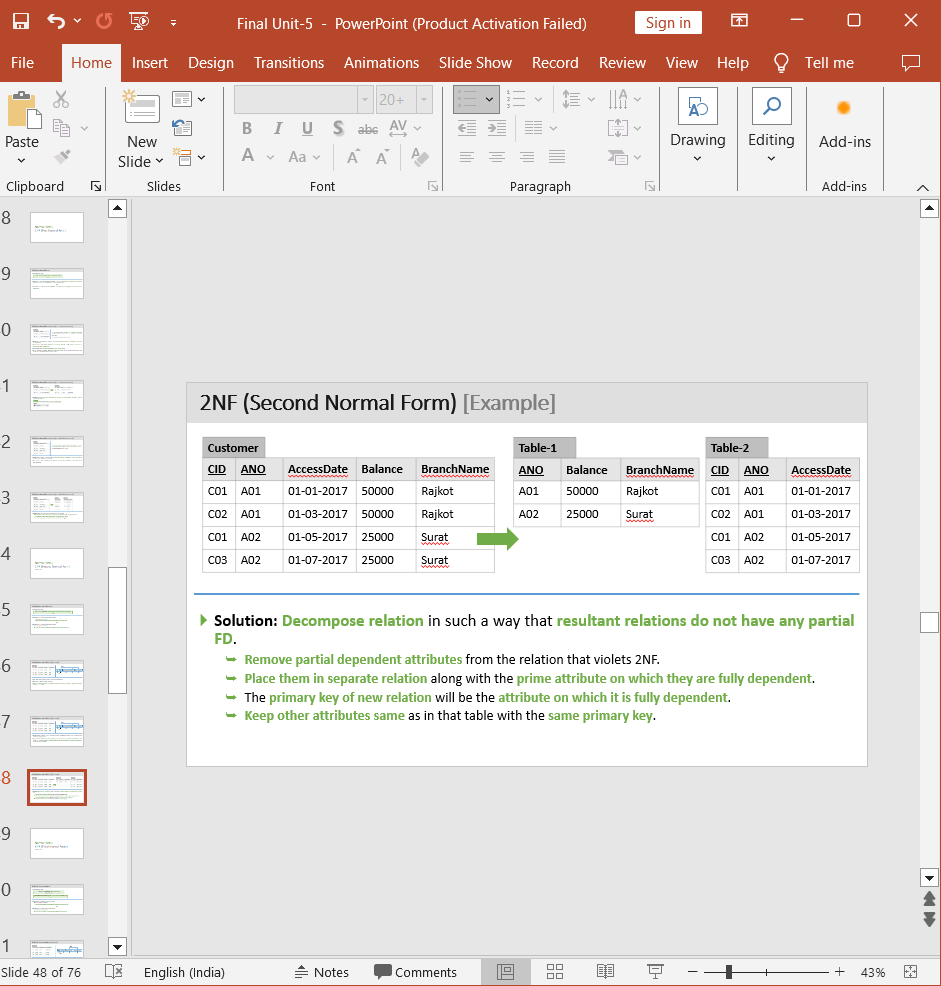 Final Unit-5 - PowerPoint (Product Activation Failed)
Sign in
File Home Insert Design Transitions Animations Slide Show Record Review View Help Tell me
Paste
New
Slide
20+
B I U S abc AV
A Aa A A
Drawing
Editing
Add-ins
Clipboard
Slides
Font
Paragraph
Add-ins
8
9
0
1
2
3
4
5
6
7
8
9
0
1
2NF (Second Normal Form) [Example]
Customer
CID ANO AccessDate Balance BranchName
C01 A01 01-01-2017 50000 Rajkot
C02 A01 01-03-2017 50000 Rajkot
C01 A02 01-05-2017 25000 Surat
C03 A02 01-07-2017 25000 Surat
Table-1
ANO Balance BranchName
A01 50000 Rajkot
A02 25000 Surat
Table-2
CID ANO AccessDate
C01 A01 01-01-2017
C02 A01 01-03-2017
C01 A02 01-05-2017
C03 A02 01-07-2017
Solution: Decompose relation in such a way that resultant relations do not have any partial
FD.
Remove partial dependent attributes from the relation that violets 2NF.
Place them in separate relation along with the prime attribute on which they are fully dependent.
The primary key of new relation will be the attribute on which it is fully dependent.
Keep other attributes same as in that table with the same primary key.
Slide 48 of 76
English (India)
Notes
Comments
43%